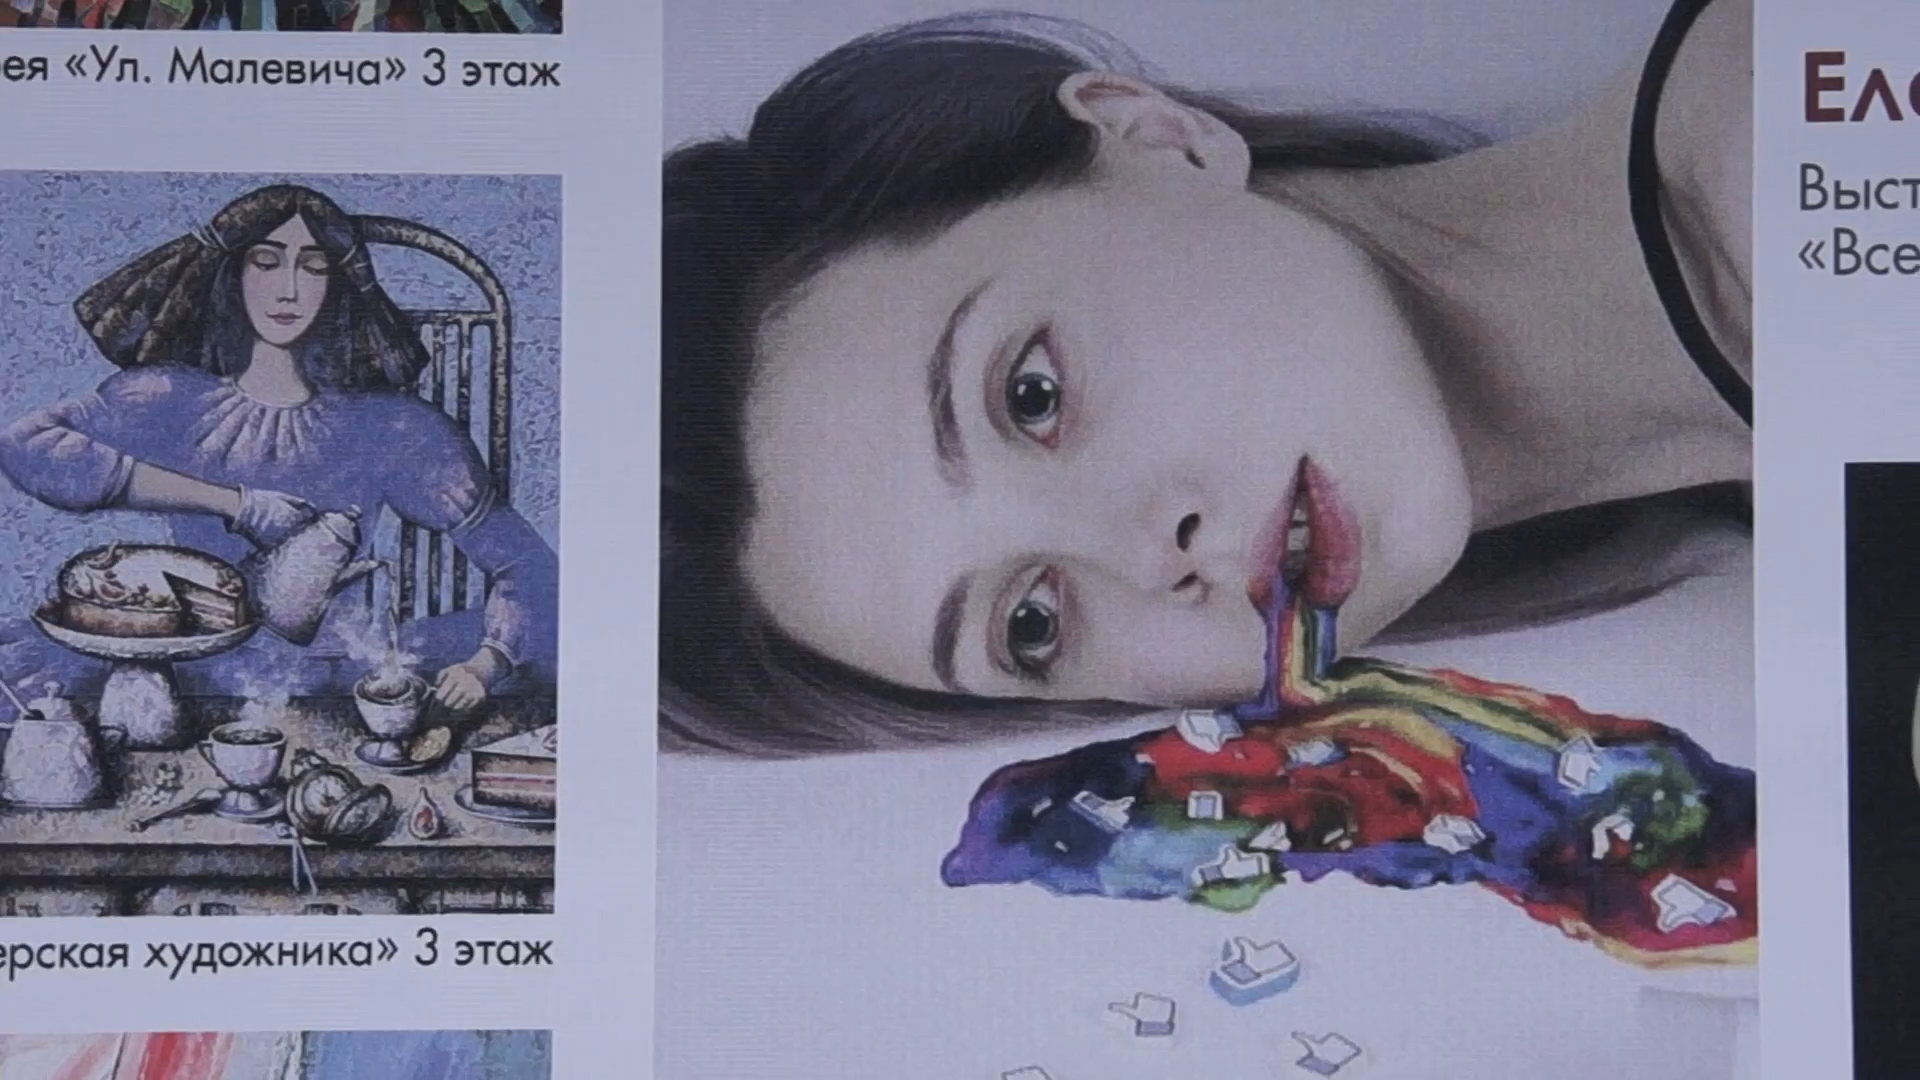 ея «Ул. Малевича» 3 этаж
ерская художника» 3 этаж
Ел
Выст
«Все